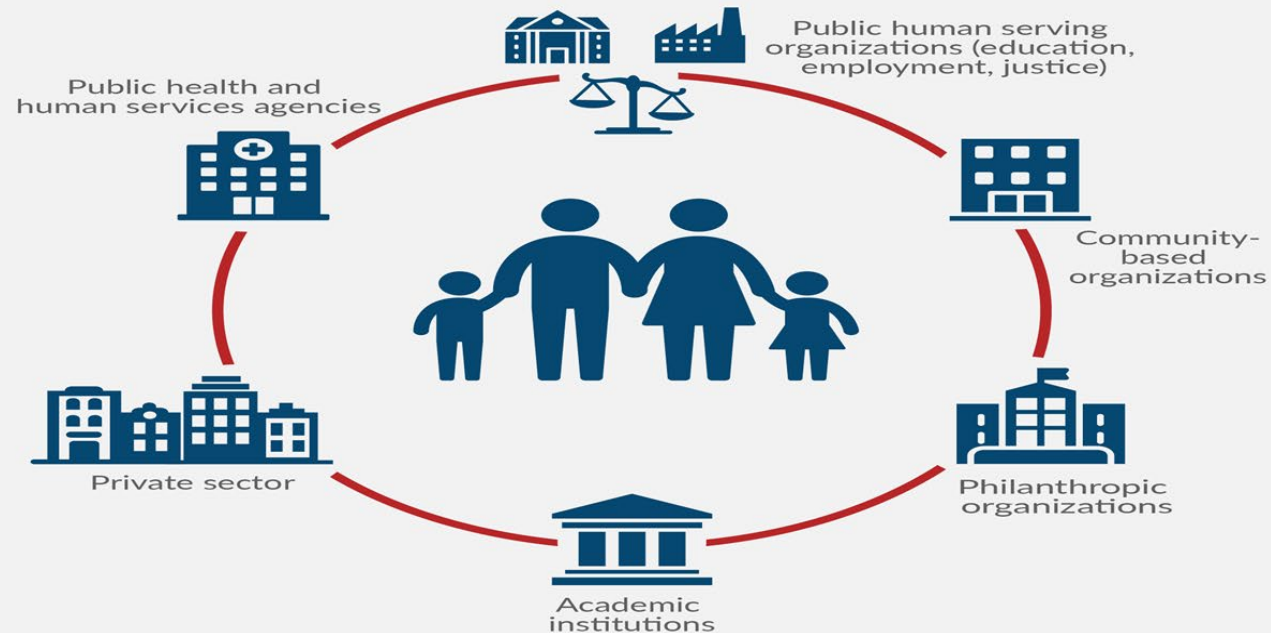 Public human serving
organizations (education,
employment, justice)
Public health and
human services agencies
Community-
based
organizations
Private sector
Philanthropic
organizations
Academic
institutions